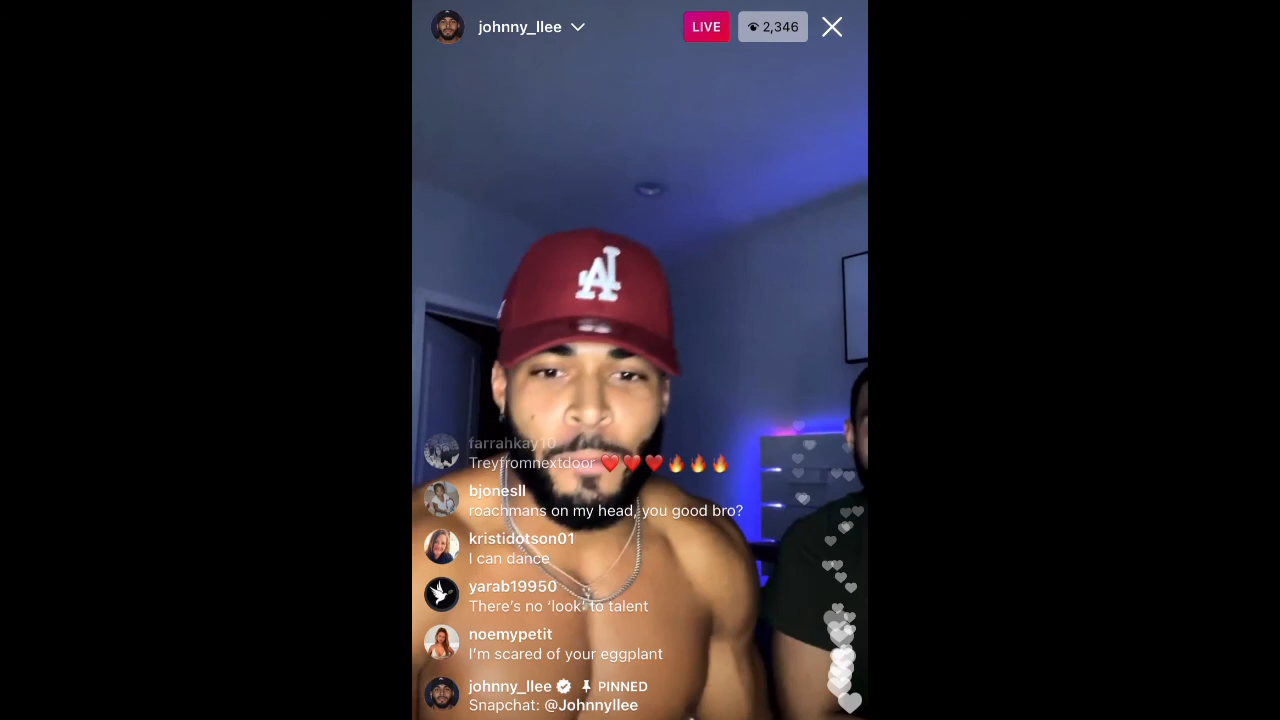 johnny_llee
LIVE
2,346
A
farrahkay10
Treyfromnextdoor ❤️❤️❤️🔥🔥🔥
bjonesll
roachmans on my head, you good bro?
kristidotson01
I can dance
yarab19950
There’s no ‘look’ to talent
noemypetit
I’m scared of your eggplant
johnny_llee PINNED
Snapchat: @Johnnyllee